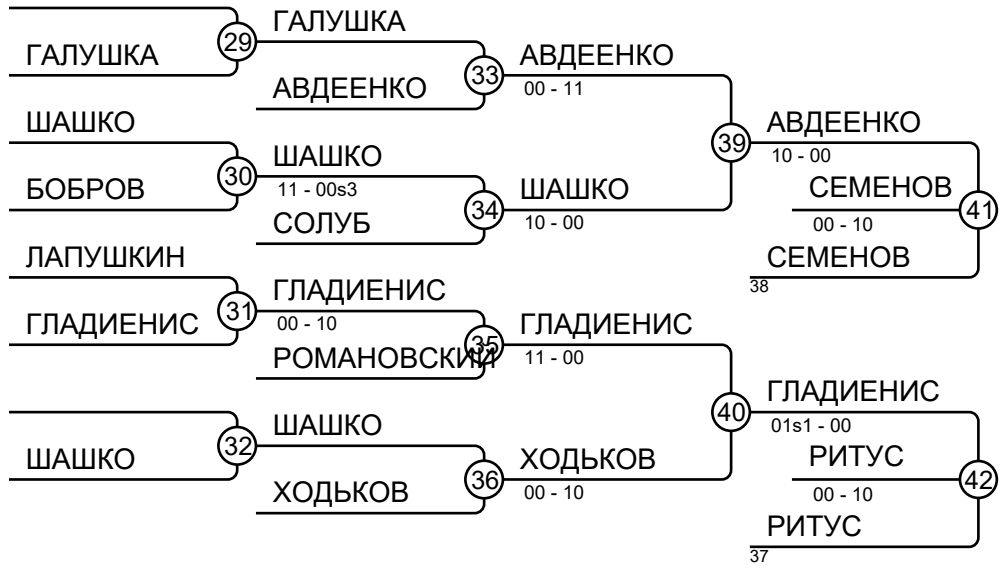 ГАЛУШКА
29
ГАЛУШКА
33
АВДЕЕНКО
АВДЕЕНКО
00 - 11
ШАШКО
39
АВДЕЕНКО
10 - 00
БОБРОВ
30
ШАШКО
11 - 00s3
СОЛУБ
34
ШАШКО
10 - 00
СЕМЕНОВ
00 - 10
41
СЕМЕНОВ
38
ЛАПУШКИН
ГЛАДИЕНИС
31
ГЛАДИЕНИС
00 - 10
РОМАНОВСКИЙ
35
ГЛАДИЕНИС
11 - 00
40
ГЛАДИЕНИС
01s1 - 00
ШАШКО
32
ШАШКО
ХОДЬКОВ
36
ХОДЬКОВ
00 - 10
РИТУС
00 - 10
42
РИТУС
37